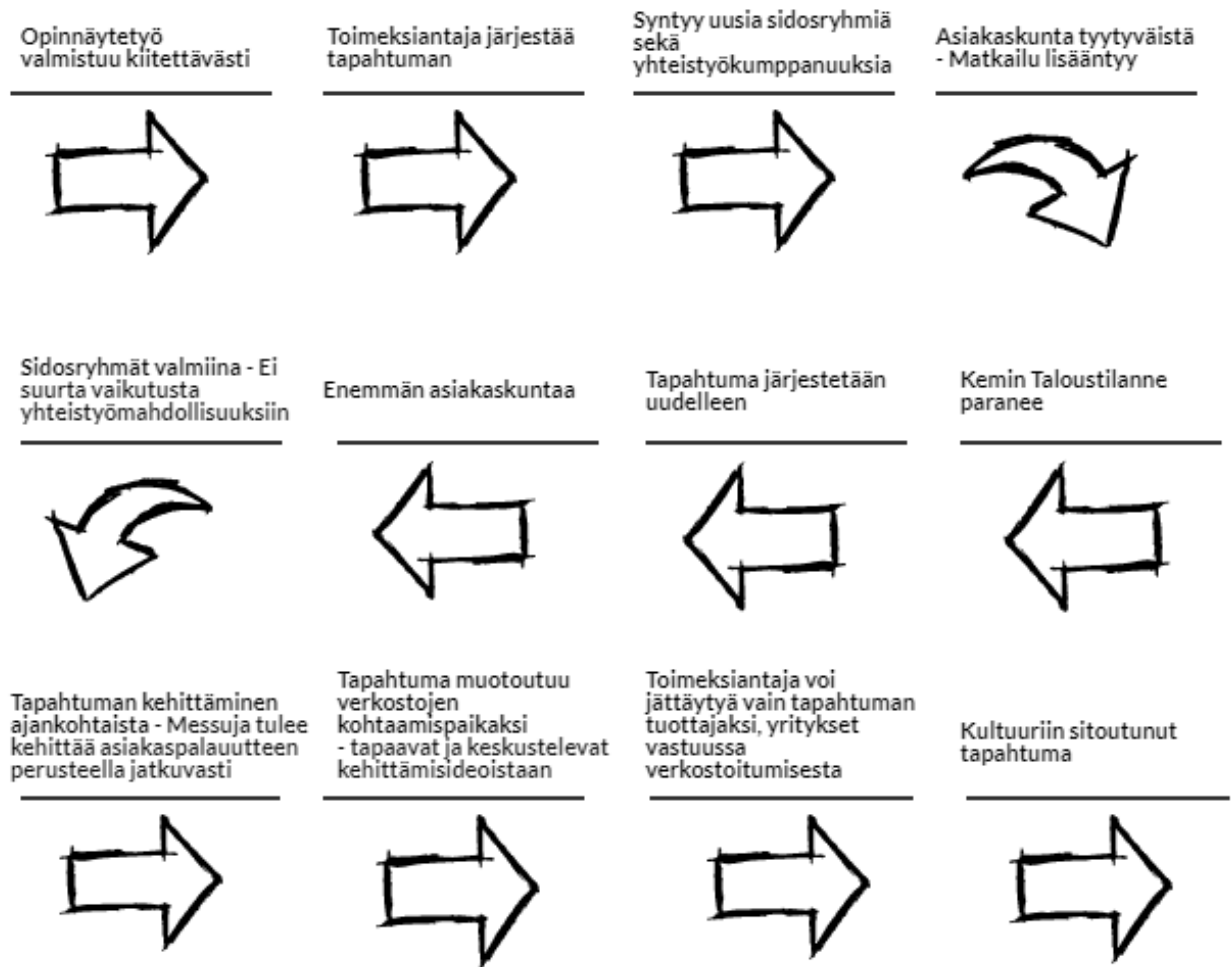 Opinnäytetyö
valmistuu kiitettävästi
Toimeksiantaja järjestää
tapahtuman
Syntyy uusia sidosryhmiä
sekä
yhteistyökumppanuuksia
Asiakaskunta tyytyväistä
- Matkailu lisääntyy
Sidosryhmät valmiina - Ei
suurta vaikutusta
yhteistyömahdollisuuksiin
Enemmän asiakaskuntaa
Tapahtuma järjestetään
uudelleen
Kemin Taloustilanne
paranee
Tapahtuman kehittäminen
ajankohtaista - Messuja tulee
kehittää asiakaspalauutteen
perusteella jatkuvasti
Tapahtuma muotoutuu
verkostojen
kohtaamispaikaksi
- tapaavat ja keskustelevat
kehittämisideoistaan
Toimeksiantaja voi
jättäytyä vain tapahtuman
tuottajaksi, yritykset
vastuussa
verkostoitumisesta
Kultuuriin sitoutunut
tapahtuma